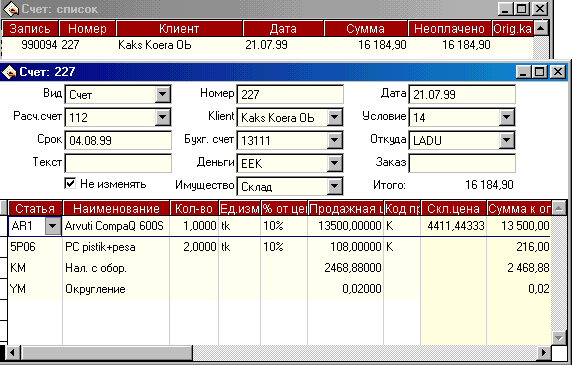 Счет: список
Запись Номер Клиент Дата Сумма Неоплачено Orig.ka
990094 227 Kaks Koera ОЬ 21.07.99 16 184,90 16 184,90
Счет: 227
Вид Счет Номер 227 Дата 21.07.99
Расч.счет 112 Klient Kaks Koera ОЬ Условие 14
Срок 04.08.99 Бухг. счет 13111 Откуда LADU
Текст Деньги EEK Заказ
Не изменять Имущество Склад Итого: 16 184,90
Статья Наименование Кол-во Ед.изм % от цен Продажная ц Код пр Скл.цена Сумма к оп
AR1 Arvuti CompaQ 600S 1,0000 tk 10% 13500,00000 K 4411,44333 13 500,00
5P06 PC pistik+pesa 2,0000 tk 10% 108,00000 K 216,00
KM Нал. с обор. 2468,88000 2 468,88
YM Округление 0,02000 0,02